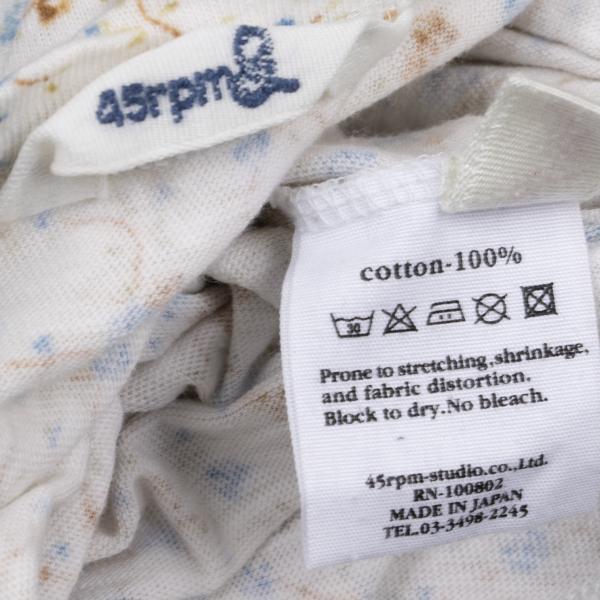 45rpm&
cotton-100%
30
Prone to stretching,shrinkage,
and fabric distortion.
Block to dry.No bleach.
45rpm-studio.co.,Ltd.
RN-100802
MADE IN JAPAN
TEL.03-3498-2245